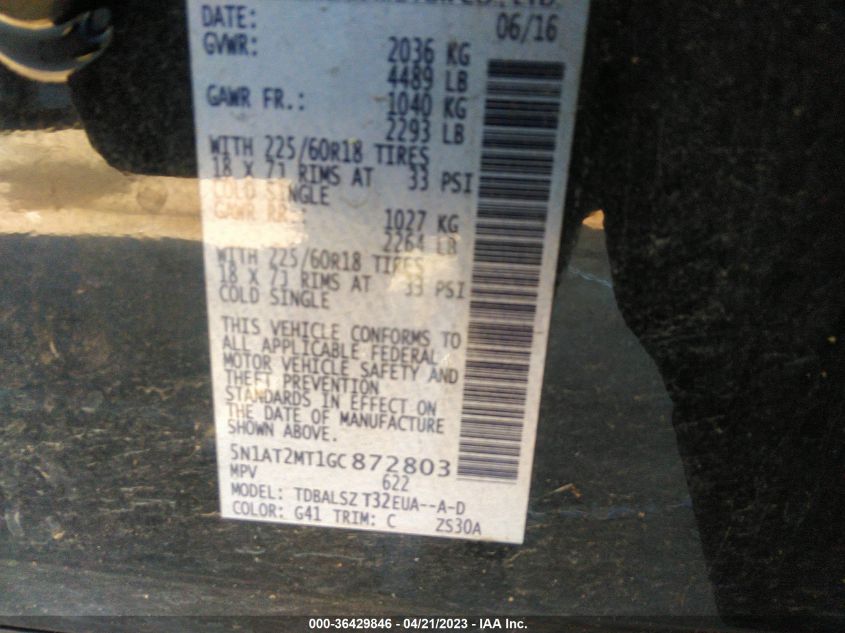 DATE: 06/16
GVWR: 2036 KG
4489 LB
GAWR FR.: 1040 KG
2293 LB
WITH 225/60R18 TIRES
18 X 7J RIMS AT 33 PSI
COLD SINGLE
GAWR RR.: 1027 KG
2264 LB
WITH 225/60R18 TIRES
18 X 7J RIMS AT 33 PSI
COLD SINGLE
THIS VEHICLE CONFORMS TO
ALL APPLICABLE FEDERAL
MOTOR VEHICLE SAFETY AND
THEFT PREVENTION
STANDARDS IN EFFECT ON
THE DATE OF MANUFACTURE
SHOWN ABOVE.
5N1AT2MT1GC872803
MPV 622
MODEL: TDBALSZ T32EUA--A-D
COLOR: G41 TRIM: C ZS30A
000-36429846 - 04/21/2023 - IAA Inc.